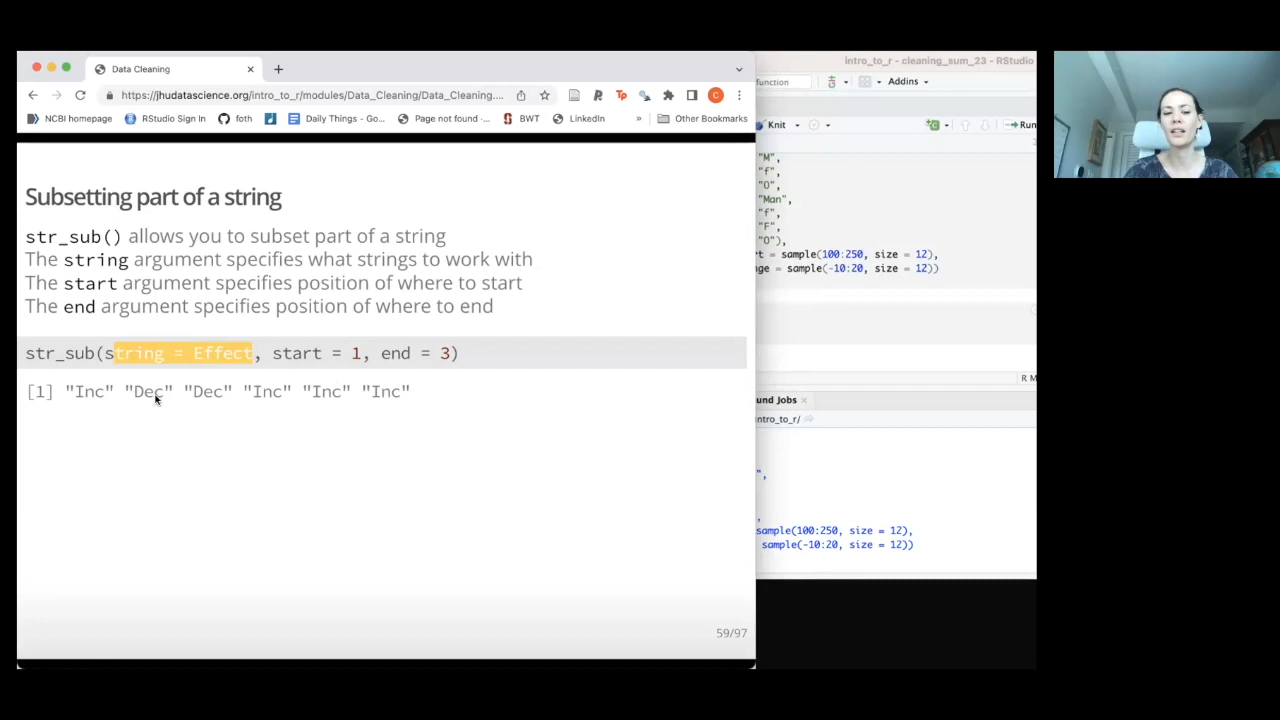 Data Cleaning
https://jhudatascience.org/intro_to_r/modules/Data_Cleaning/Data_Cleaning....
NCBI homepage
RStudio Sign In
foth
Daily Things - Go...
Page not found -...
BWT
LinkedIn
»
Other Bookmarks
Subsetting part of a string
str_sub() allows you to subset part of a string
The string argument specifies what strings to work with
The start argument specifies position of where to start
The end argument specifies position of where to end
str_sub(string = Effect, start = 1, end = 3)
[1] "Inc" "Dec" "Dec" "Inc" "Inc" "Inc"
59/97
intro_to_r - cleaning_sum_23 - RStudio
function
Addins
Knit
Run
"M",
"f",
"O",
"Man",
"f",
"F",
"O"),
rt = sample(100:250, size = 12),
ge = sample(-10:20, size = 12))
R M
und Jobs
intro_to_r/
",
,
sample(100:250, size = 12),
sample(-10:20, size = 12))